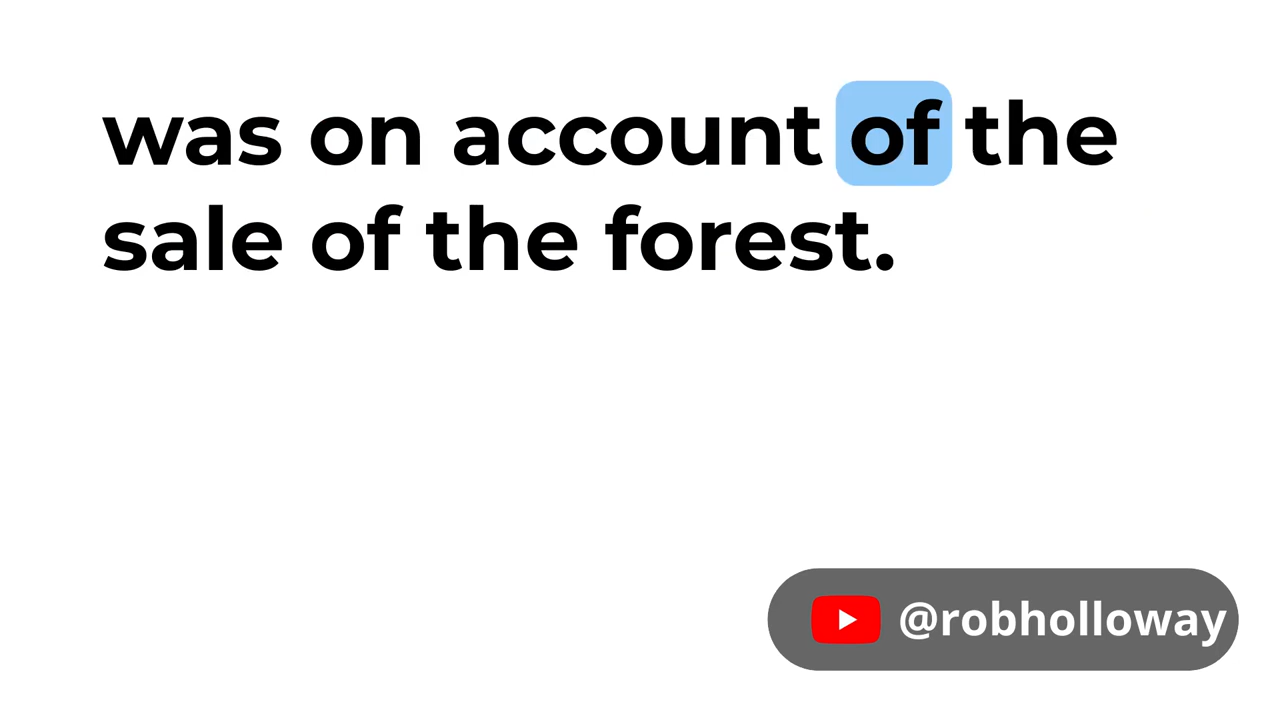 was on account of the
sale of the forest.
@robholloway